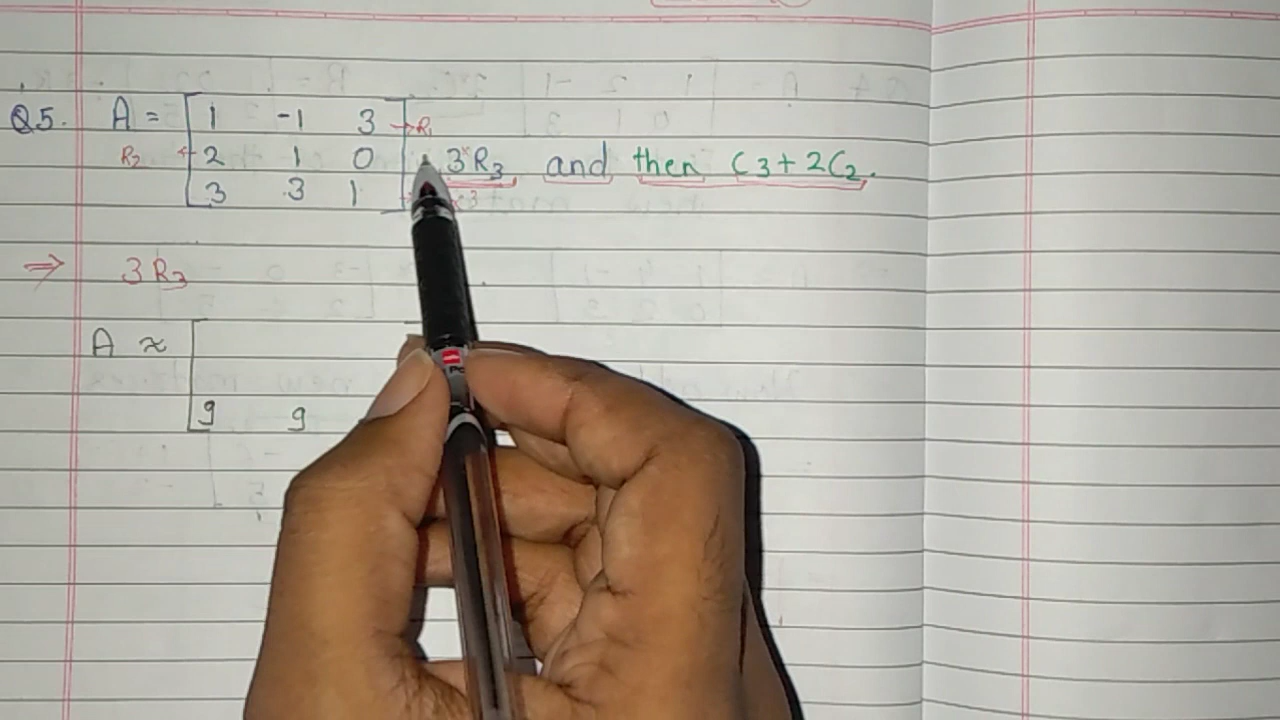 Q5. A = [ 1 -1 3 → R1
R2 ← 2 1 0 3R3 and then C3 + 2C2.
3 3 1 ] ×3
⇒ 3R3
A ≈ [
9 9